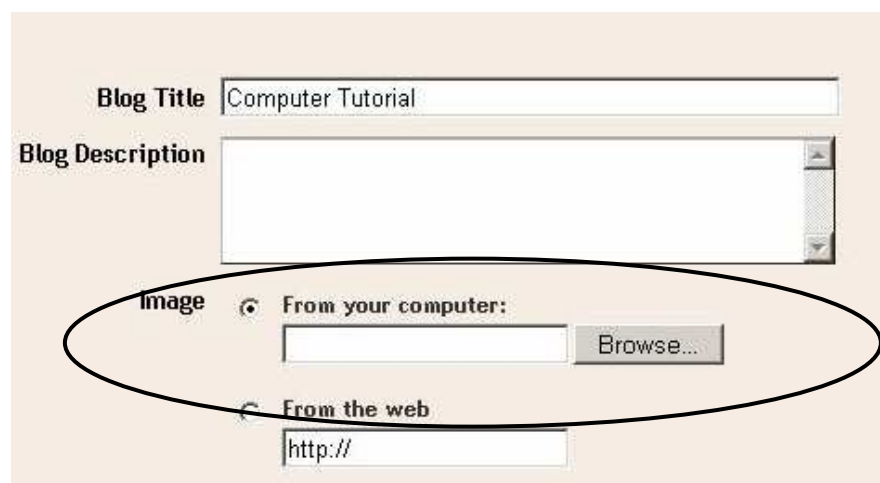 Blog Title Computer Tutorial
Blog Description
Image From your computer:
Browse...
From the web
http://